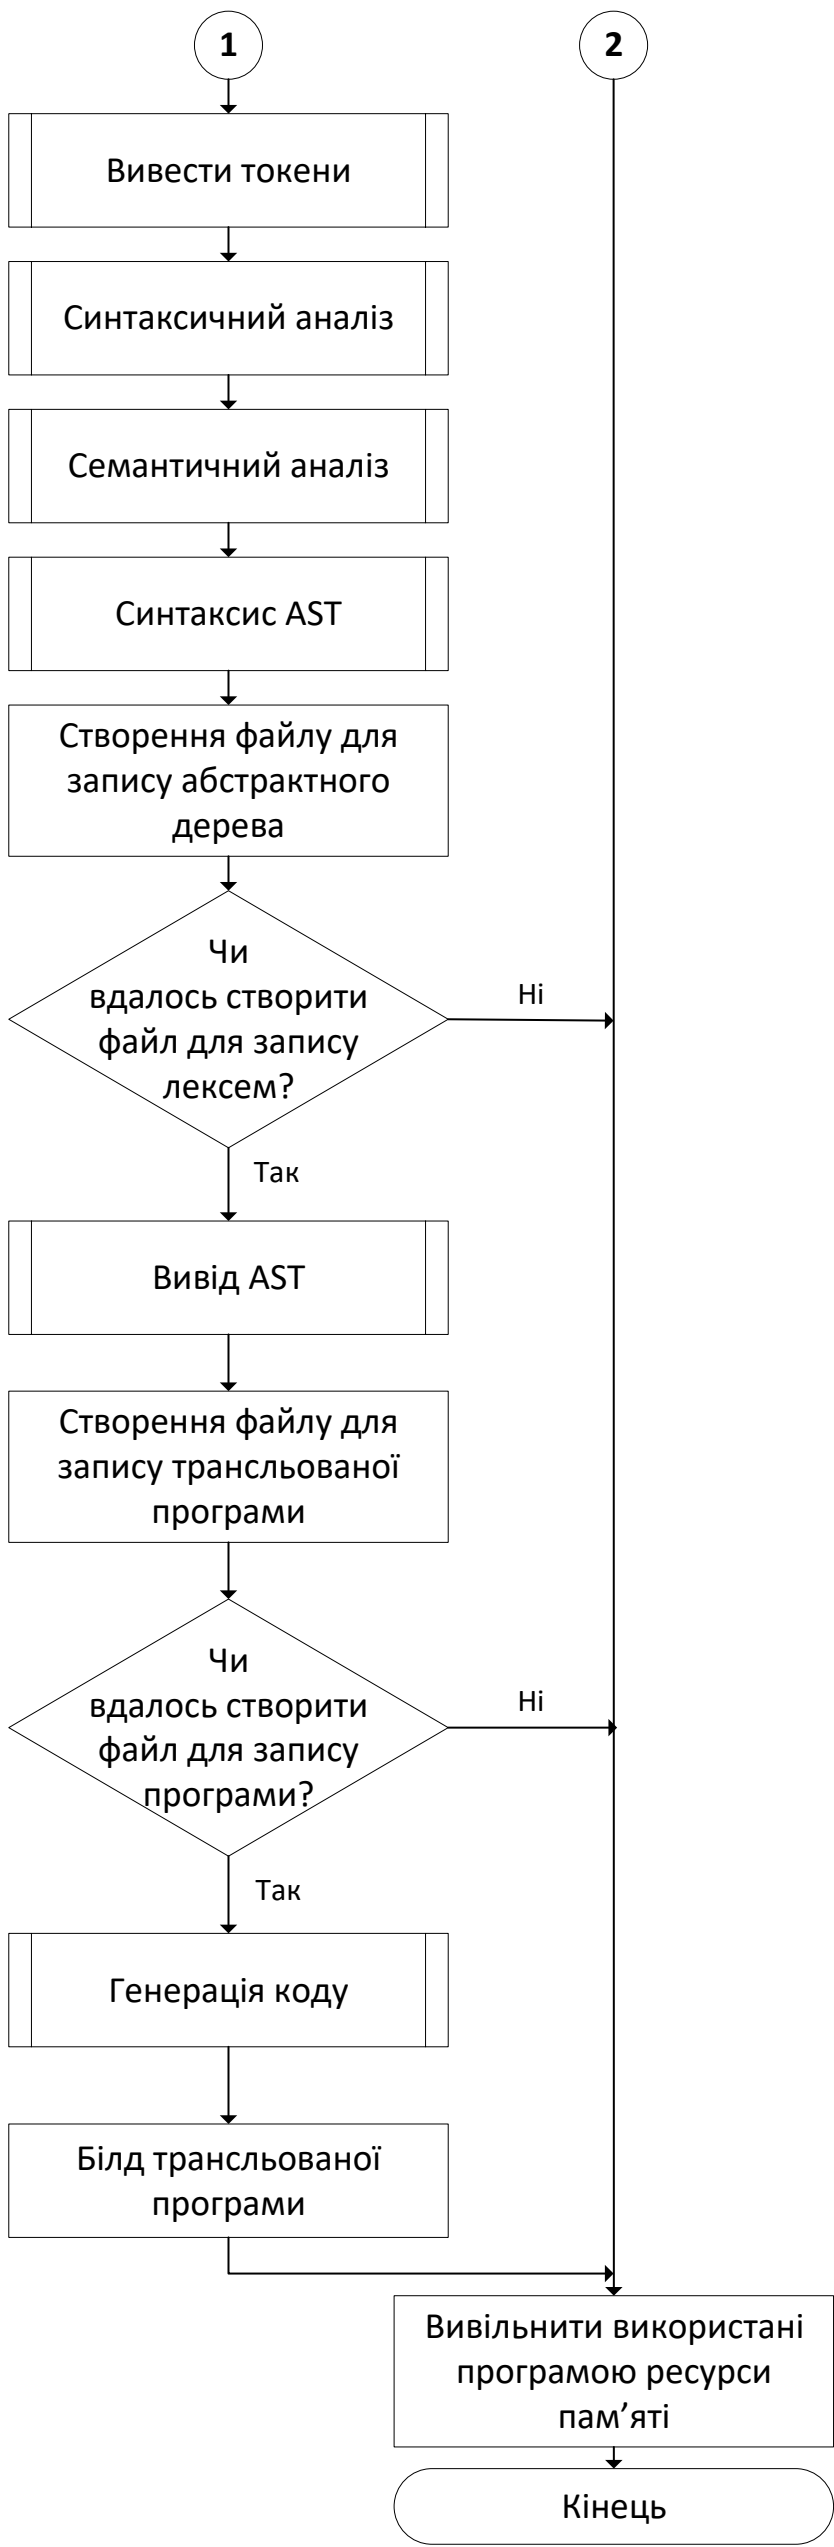 1
2
Вивести токени
Синтаксичний аналіз
Семантичний аналіз
Синтаксис AST
Створення файлу для
запису абстрактного
дерева
Чи
вдалось створити
файл для запису
лексем?
Ні
Так
Вивід AST
Створення файлу для
запису трансльованої
програми
Чи
вдалось створити
файл для запису
програми?
Ні
Так
Генерація коду
Білд трансльованої
програми
Вивільнити використані
програмою ресурси
пам’яті
Кінець